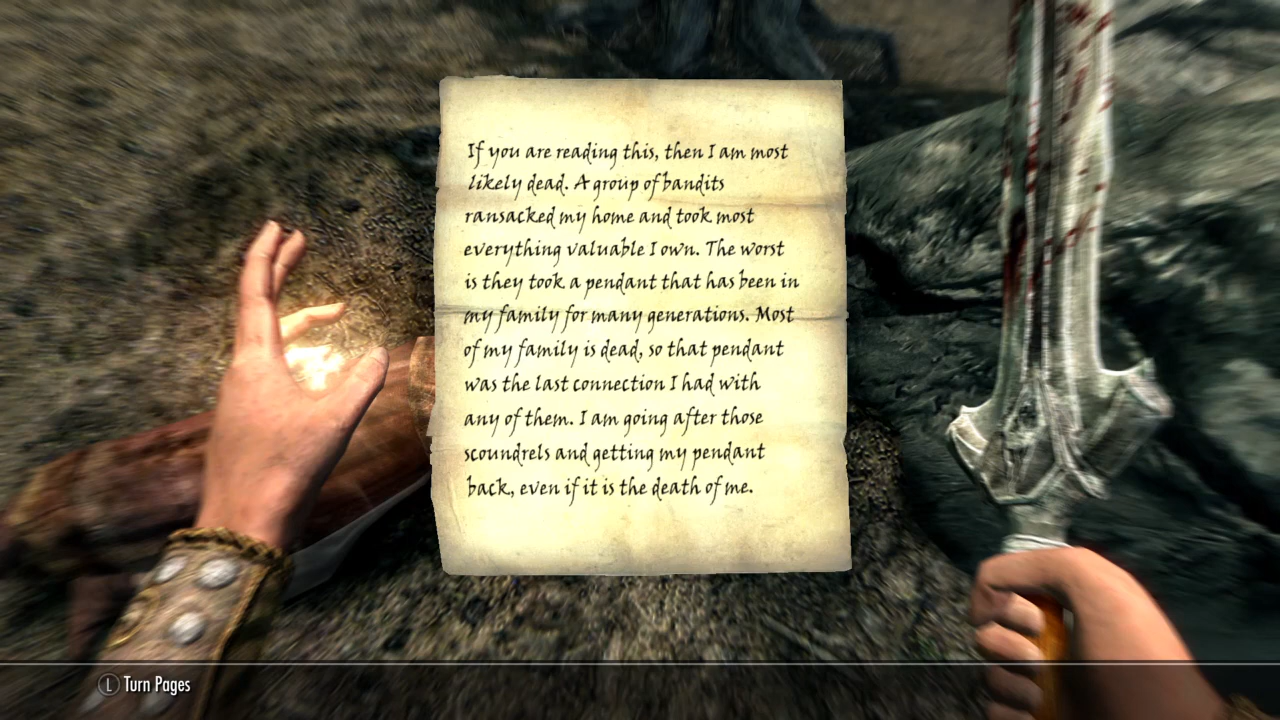 If you are reading this, then I am most
likely dead. A group of bandits
ransacked my home and took most
everything valuable I own. The worst
is they took a pendant that has been in
my family for many generations. Most
of my family is dead, so that pendant
was the last connection I had with
any of them. I am going after those
scoundrels and getting my pendant
back, even if it is the death of me.
L Turn Pages